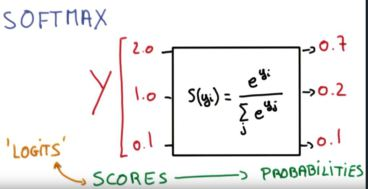 SOFTMAX
Y
2.0
1.0
0.1
S(yi) = e^yi / Σj e^yj
0.7
0.2
0.1
'LOGITS'
SCORES → PROBABILITIES